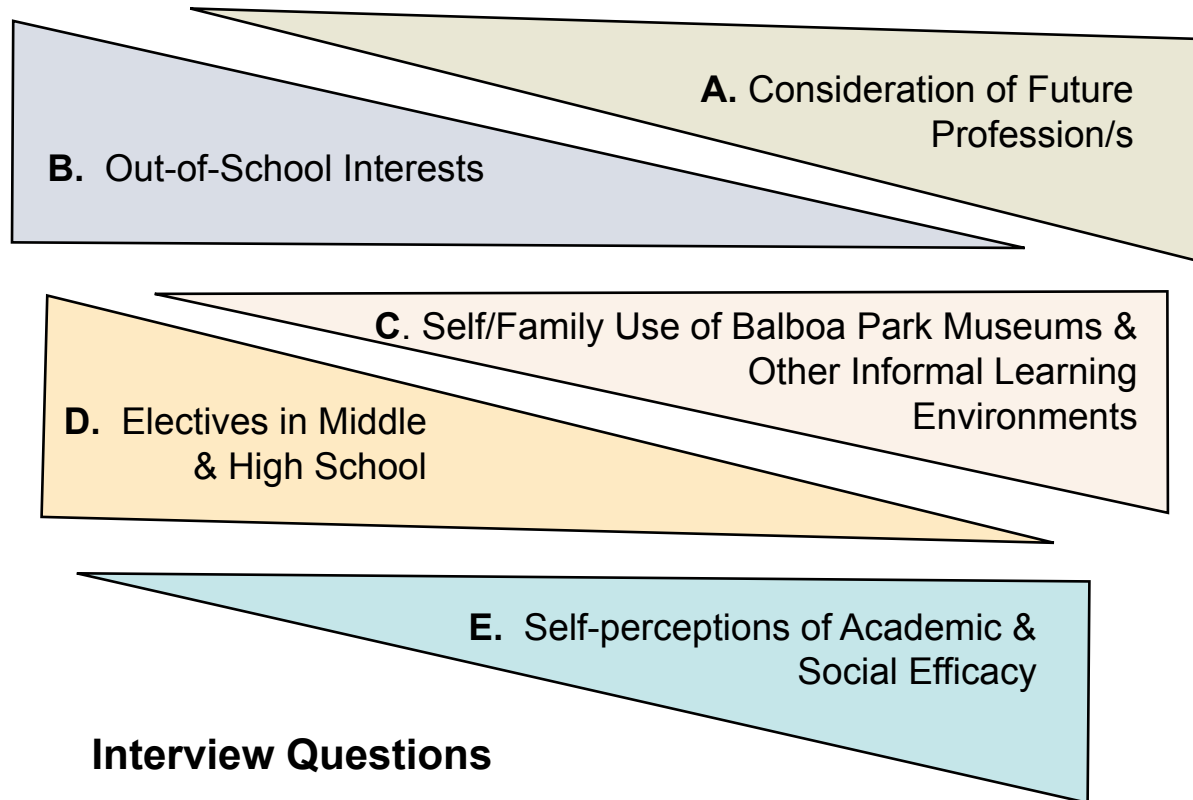 A. Consideration of Future
Profession/s
B. Out-of-School Interests
C. Self/Family Use of Balboa Park Museums &
Other Informal Learning
Environments
D. Electives in Middle
& High School
E. Self-perceptions of Academic &
Social Efficacy
Interview Questions